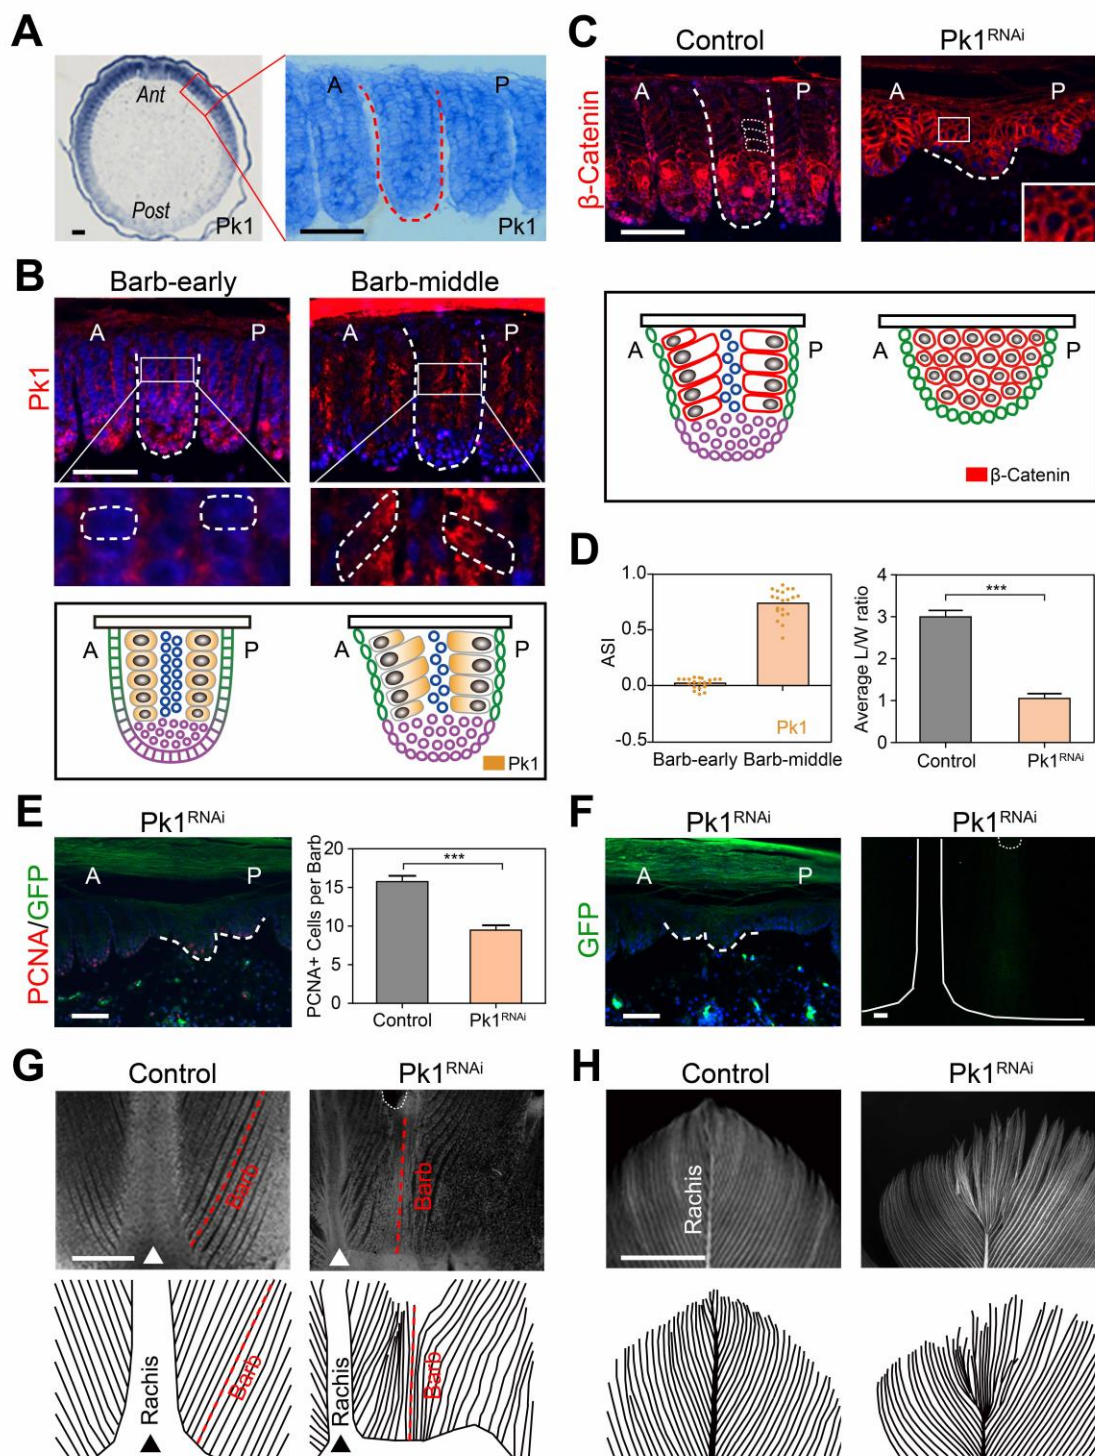 A
Ant
Post
Pk1
A
P
Pk1
B
Barb-early
Barb-middle
Pk1
A
P
A
P
A
P
A
P
Pk1
C
Control
Pk1RNAi
β-Catenin
A
P
A
P
A
P
A
P
β-Catenin
D
ASI
1.0
0.5
0.0
-0.5
Pk1
Barb-early
Barb-middle
Average L/W ratio
4
3
2
1
0
***
Control
Pk1RNAi
E
Pk1RNAi
PCNA/GFP
A
P
PCNA+ Cells per Barb
20
15
10
5
0
***
Control
Pk1RNAi
F
Pk1RNAi
Pk1RNAi
GFP
A
P
G
Control
Pk1RNAi
Barb
Barb
Rachis
Barb
Rachis
Barb
H
Control
Pk1RNAi
Rachis